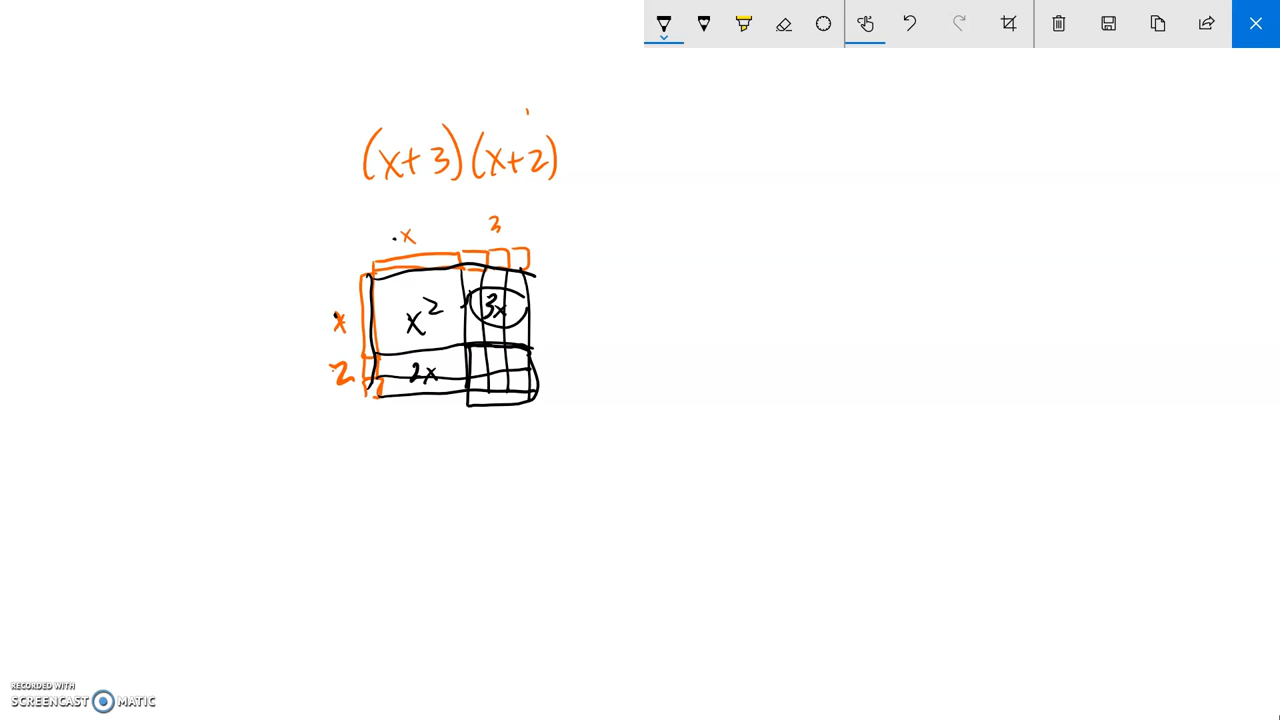 (x+3)(x+2)
x 3
x x² 3x
2 2x
RECORDED WITH
SCREENCAST MATIC